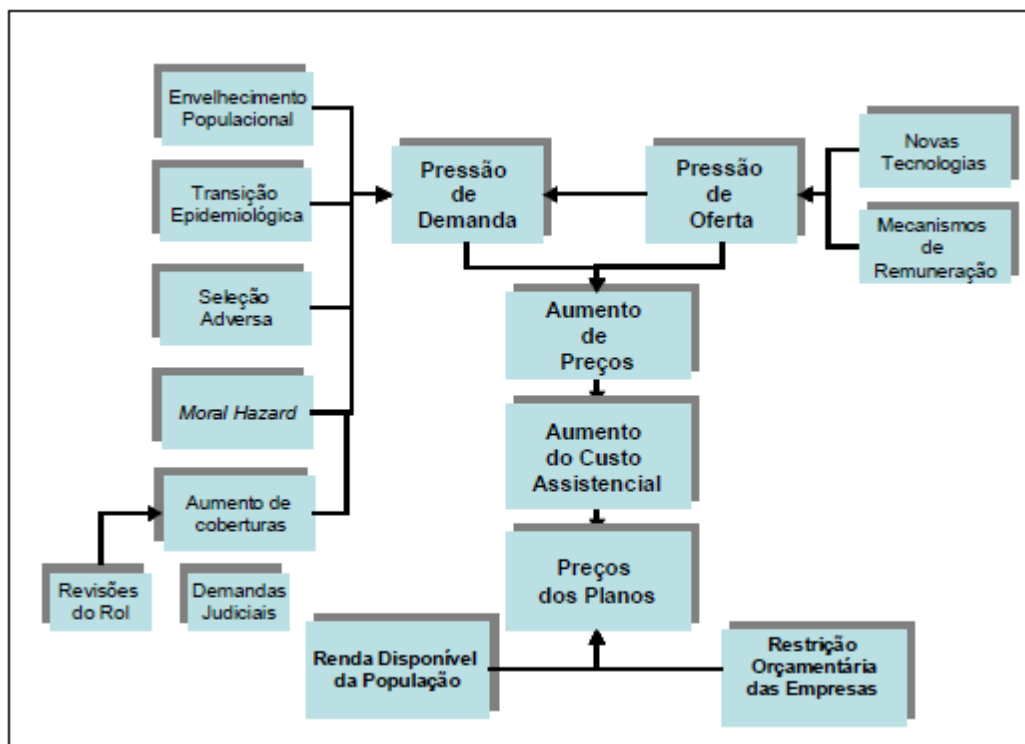 Envelhecimento
Populacional
Transição
Epidemiológica
Seleção
Adversa
Moral Hazard
Aumento de
coberturas
Revisões
do Rol
Demandas
Judiciais
Pressão
de
Demanda
Pressão
de
Oferta
Novas
Tecnologias
Mecanismos
de
Remuneração
Aumento
de
Preços
Aumento
do Custo
Assistencial
Preços
dos Planos
Renda Disponível
da População
Restrição
Orçamentária
das Empresas